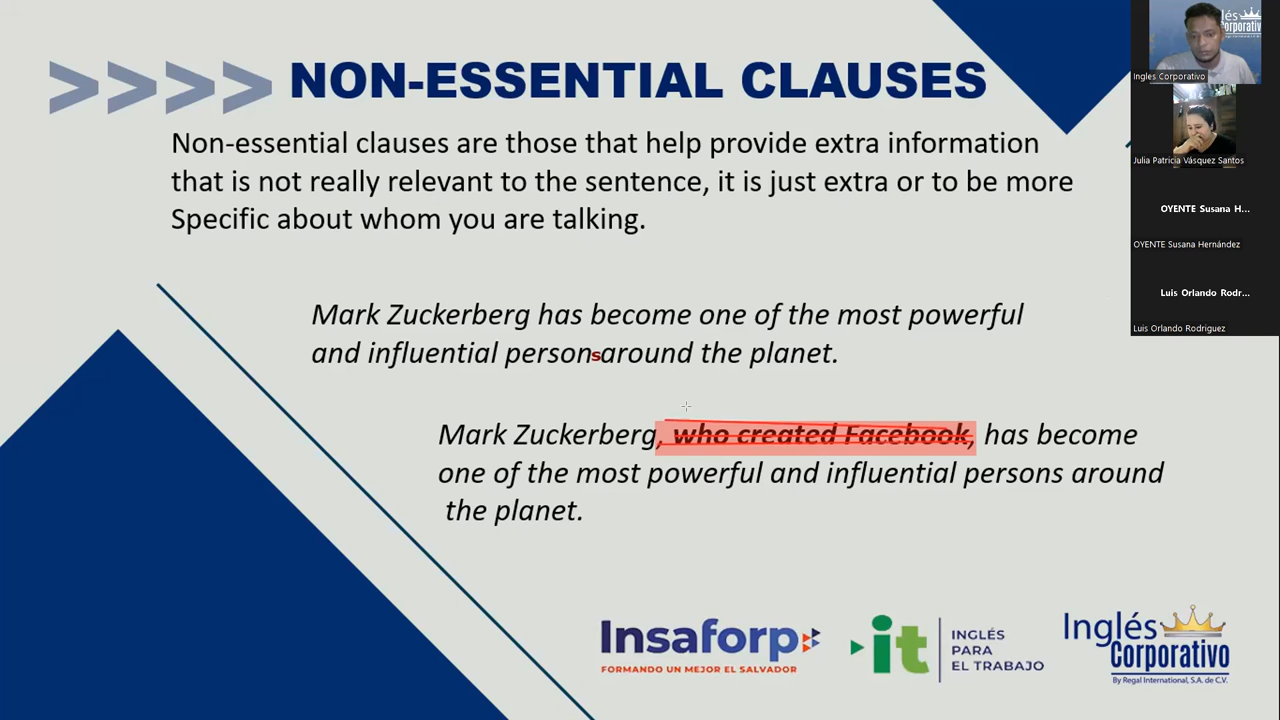 >>>> NON-ESSENTIAL CLAUSES
Non-essential clauses are those that help provide extra information
that is not really relevant to the sentence, it is just extra or to be more
Specific about whom you are talking.
Mark Zuckerberg has become one of the most powerful
and influential persons around the planet.
Mark Zuckerberg, who created Facebook, has become
one of the most powerful and influential persons around
the planet.
Insaforp
FORMANDO UN MEJOR EL SALVADOR
it
INGLÉS
PARA
EL TRABAJO
Inglés
Corporativo
By Regal International, S.A. de C.V.
lés
orporativo
Ingles Corporativo
Julia Patricia Vásquez Santos
OYENTE Susana H...
OYENTE Susana Hernández
Luis Orlando Rodr...
Luis Orlando Rodriguez